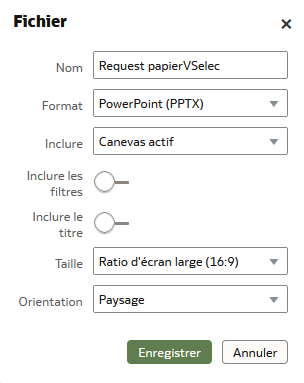 Fichier
Nom Request papierVSelec
Format PowerPoint (PPTX)
Inclure Canevas actif
Inclure les
filtres
Inclure le
titre
Taille Ratio d'écran large (16:9)
Orientation Paysage
Enregistrer Annuler